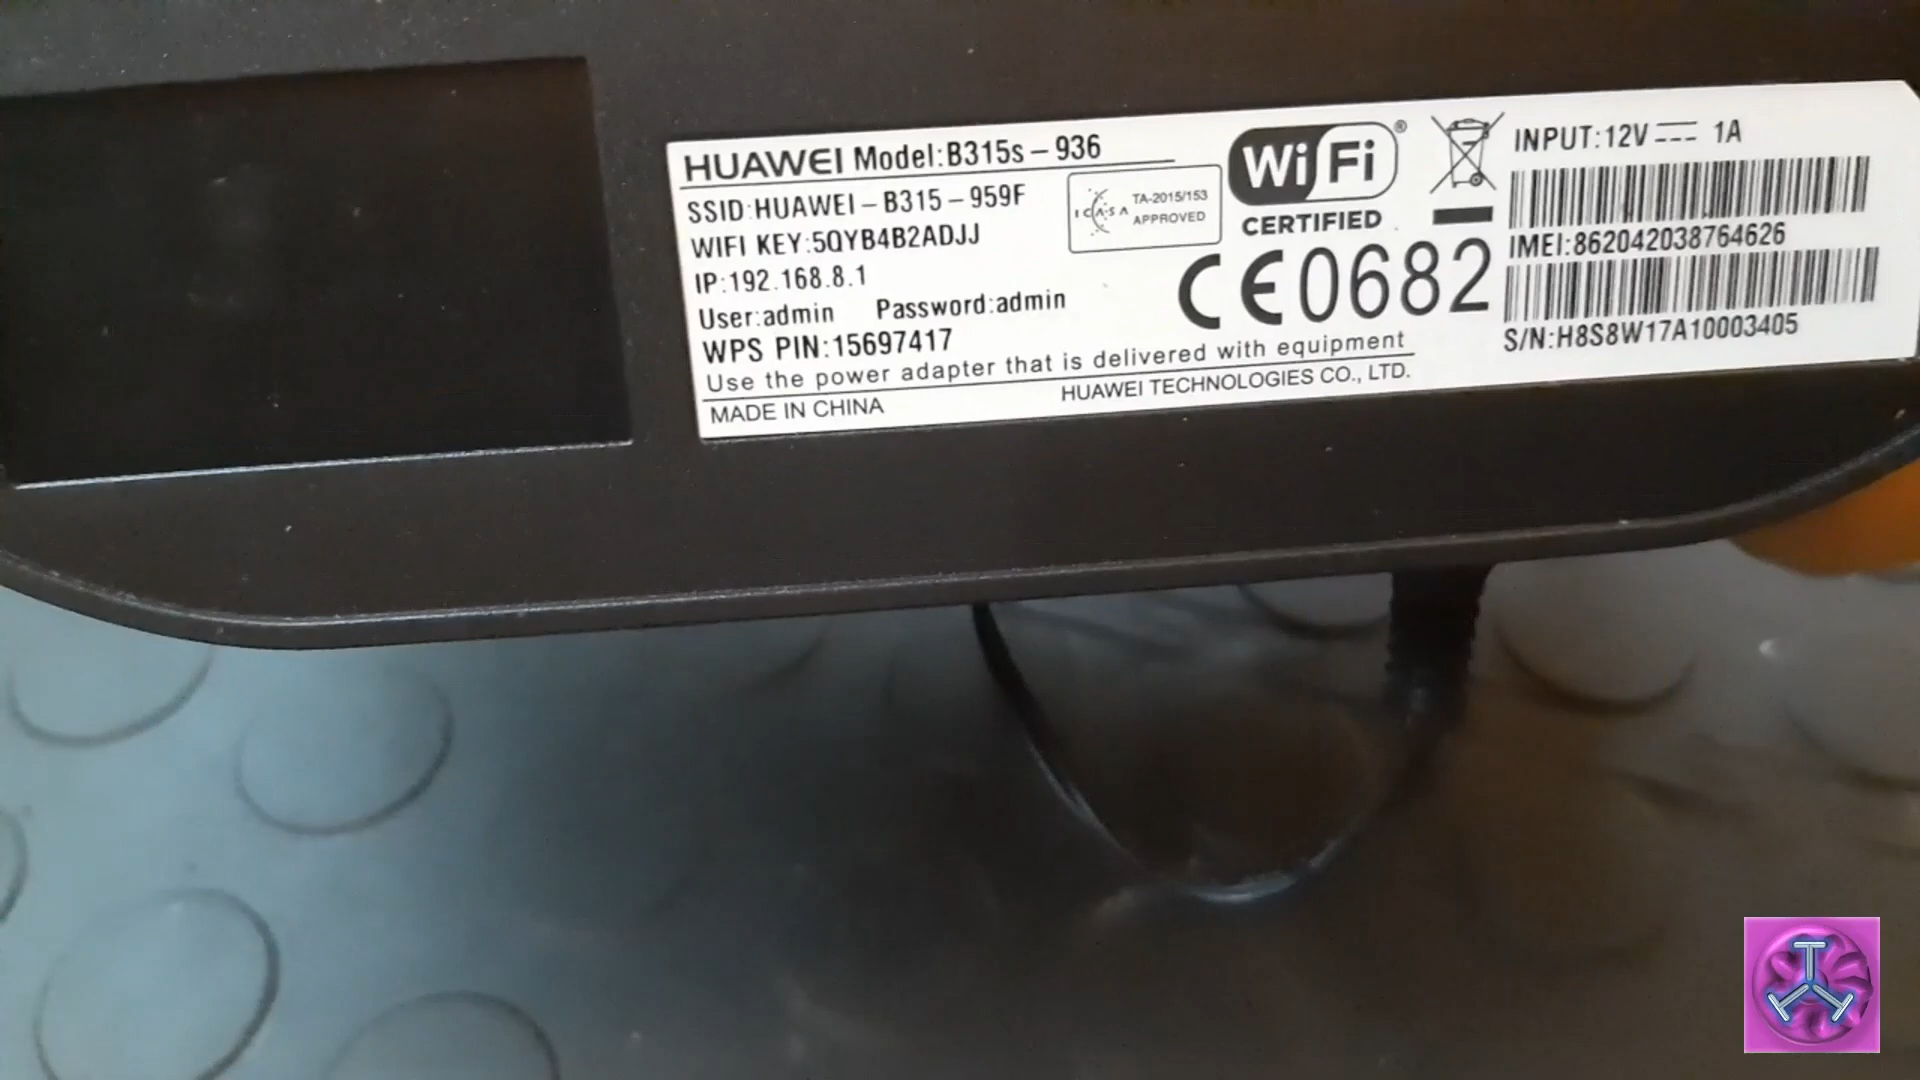 HUAWEI Model:B315s – 936
SSID:HUAWEI – B315 – 959F
WIFI KEY:5QYB4B2ADJJ
IP:192.168.8.1
User:admin Password:admin
WPS PIN:15697417
Use the power adapter that is delivered with equipment
MADE IN CHINA HUAWEI TECHNOLOGIES CO., LTD.
ICASA
TA-2015/153
APPROVED
Wi Fi®
CERTIFIED
CE0682
INPUT:12V⎓ 1A
IMEI:862042038764626
S/N:H8S8W17A10003405